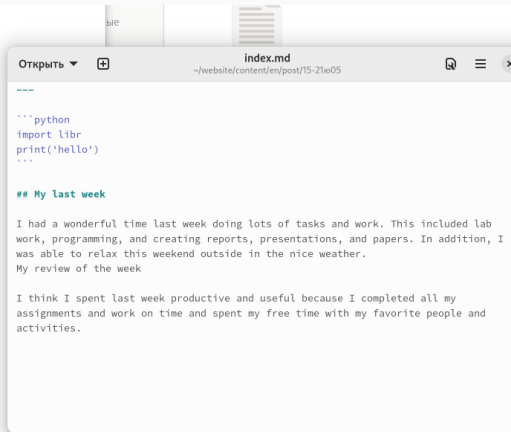 ые
Открыть
index.md
~/website/content/en/post/15-21ю05
---
```python
import libr
print('hello')
```
## My last week
I had a wonderful time last week doing lots of tasks and work. This included lab
work, programming, and creating reports, presentations, and papers. In addition, I
was able to relax this weekend outside in the nice weather.
My review of the week
I think I spent last week productive and useful because I completed all my
assignments and work on time and spent my free time with my favorite people and
activities.